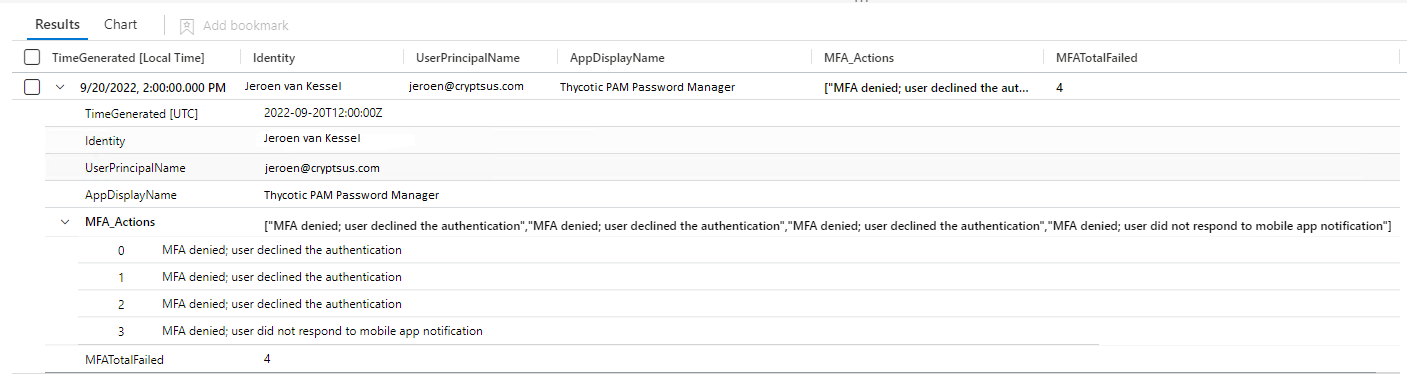 Results Chart Add bookmark
TimeGenerated [Local Time] Identity UserPrincipalName AppDisplayName MFA_Actions MFATotalFailed
9/20/2022, 2:00:00.000 PM Jeroen van Kessel jeroen@cryptsus.com Thycotic PAM Password Manager ["MFA denied; user declined the aut... 4
TimeGenerated [UTC] 2022-09-20T12:00:00Z
Identity Jeroen van Kessel
UserPrincipalName jeroen@cryptsus.com
AppDisplayName Thycotic PAM Password Manager
MFA_Actions ["MFA denied; user declined the authentication","MFA denied; user declined the authentication","MFA denied; user declined the authentication","MFA denied; user did not respond to mobile app notification"]
0 MFA denied; user declined the authentication
1 MFA denied; user declined the authentication
2 MFA denied; user declined the authentication
3 MFA denied; user did not respond to mobile app notification
MFATotalFailed 4